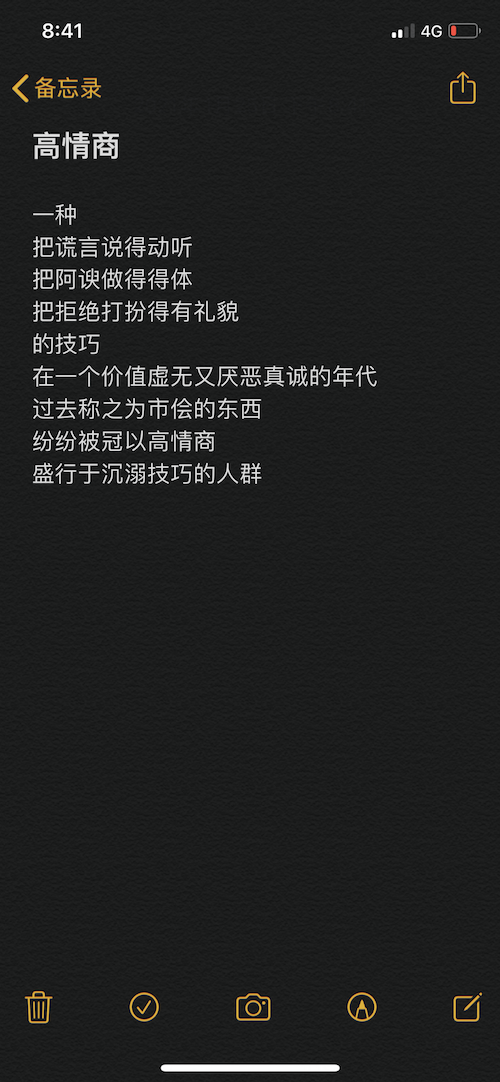 8:41
4G
备忘录
高情商
一种
把谎言说得动听
把阿谀做得得体
把拒绝打扮得有礼貌
的技巧
在一个价值虚无又厌恶真诚的年代
过去称之为市侩的东西
纷纷被冠以高情商
盛行于沉溺技巧的人群